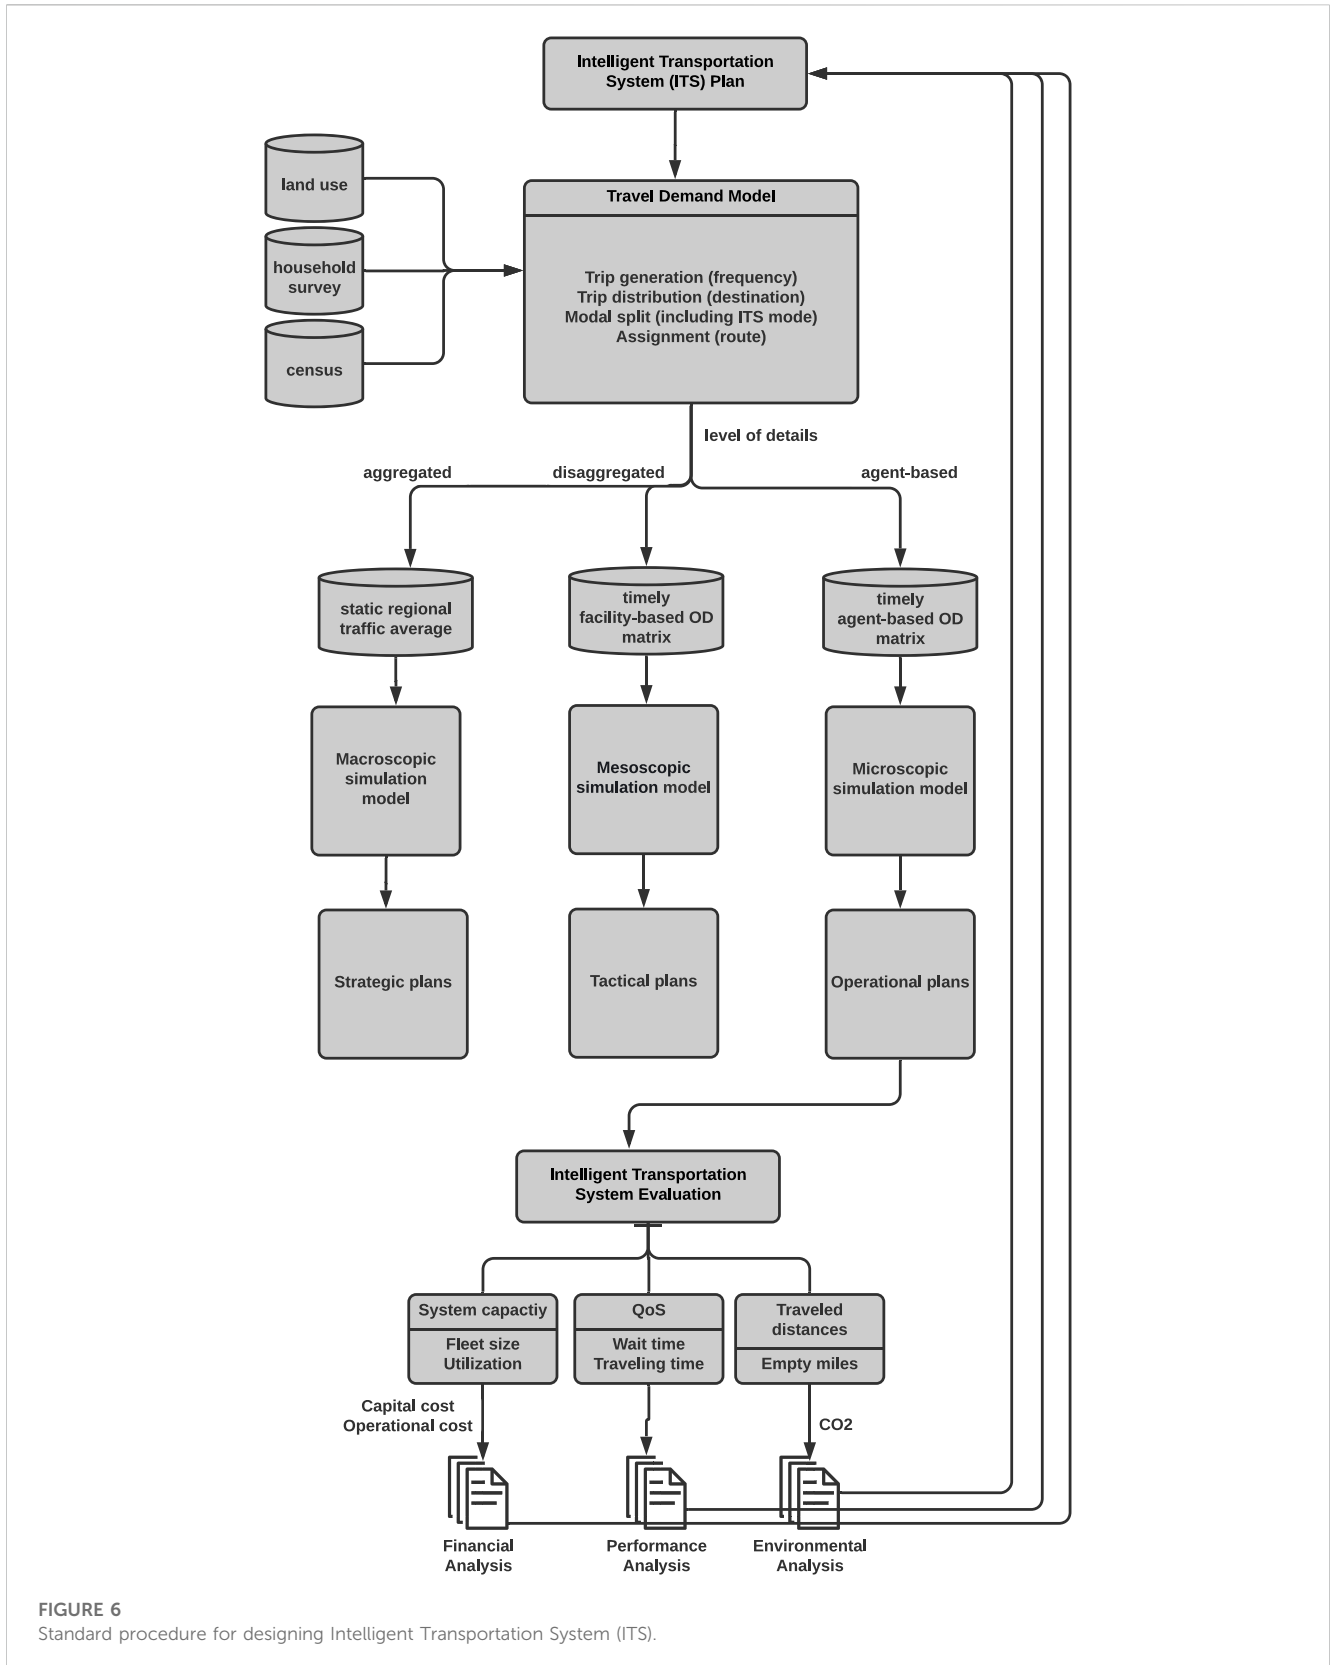 Intelligent Transportation
System (ITS) Plan
land use
household
survey
census
Travel Demand Model
Trip generation (frequency)
Trip distribution (destination)
Modal split (including ITS mode)
Assignment (route)
level of details
aggregated
disaggregated
agent-based
static regional
traffic average
timely
facility-based OD
matrix
timely
agent-based OD
matrix
Macroscopic
simulation
model
Mesoscopic
simulation model
Microscopic
simulation model
Strategic plans
Tactical plans
Operational plans
Intelligent Transportation
System Evaluation
System capactiy
Fleet size
Utilization
QoS
Wait time
Traveling time
Traveled
distances
Empty miles
Capital cost
Operational cost
CO2
Financial
Analysis
Performance
Analysis
Environmental
Analysis
FIGURE 6
Standard procedure for designing Intelligent Transportation System (ITS).